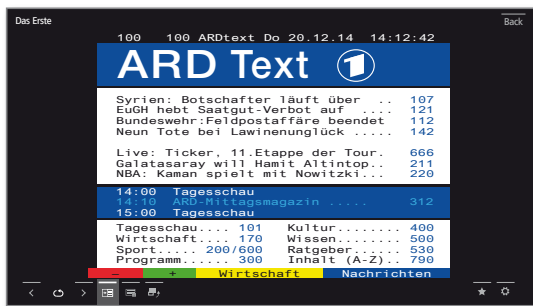 Das Erste
Back
100 100 ARDtext Do 20.12.14 14:12:42
ARD Text 1
Syrien: Botschafter läuft über .. 107
EuGH hebt Saatgut-Verbot auf .... 121
Bundeswehr:Feldpostaffäre beendet 112
Neun Tote bei Lawinenunglück ..... 142
Live: Ticker, 11.Etappe der Tour. 666
Galatasaray will Hamit Altintop.. 211
NBA: Kaman spielt mit Nowitzki... 220
14:00 Tagesschau
14:10 ARD-Mittagsmagazin ..... 312
15:00 Tagesschau
Tagesschau.... 101 Kultur........ 400
Wirtschaft.... 170 Wissen........ 500
Sport..... 200/600 Ratgeber...... 530
Programm...... 300 Inhalt (A-Z).. 790
- + Wirtschaft Nachrichten